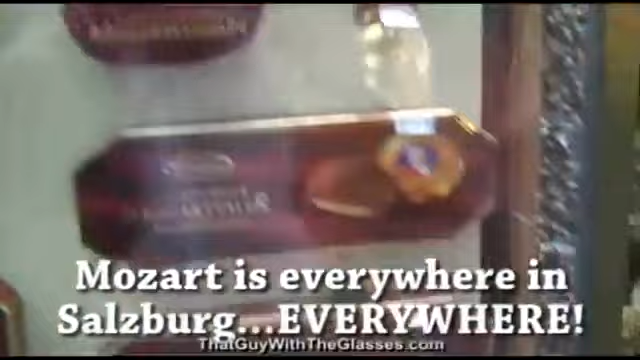 Mozart is everywhere in
Salzburg...EVERYWHERE!
ThatGuyWithTheGlasses.com